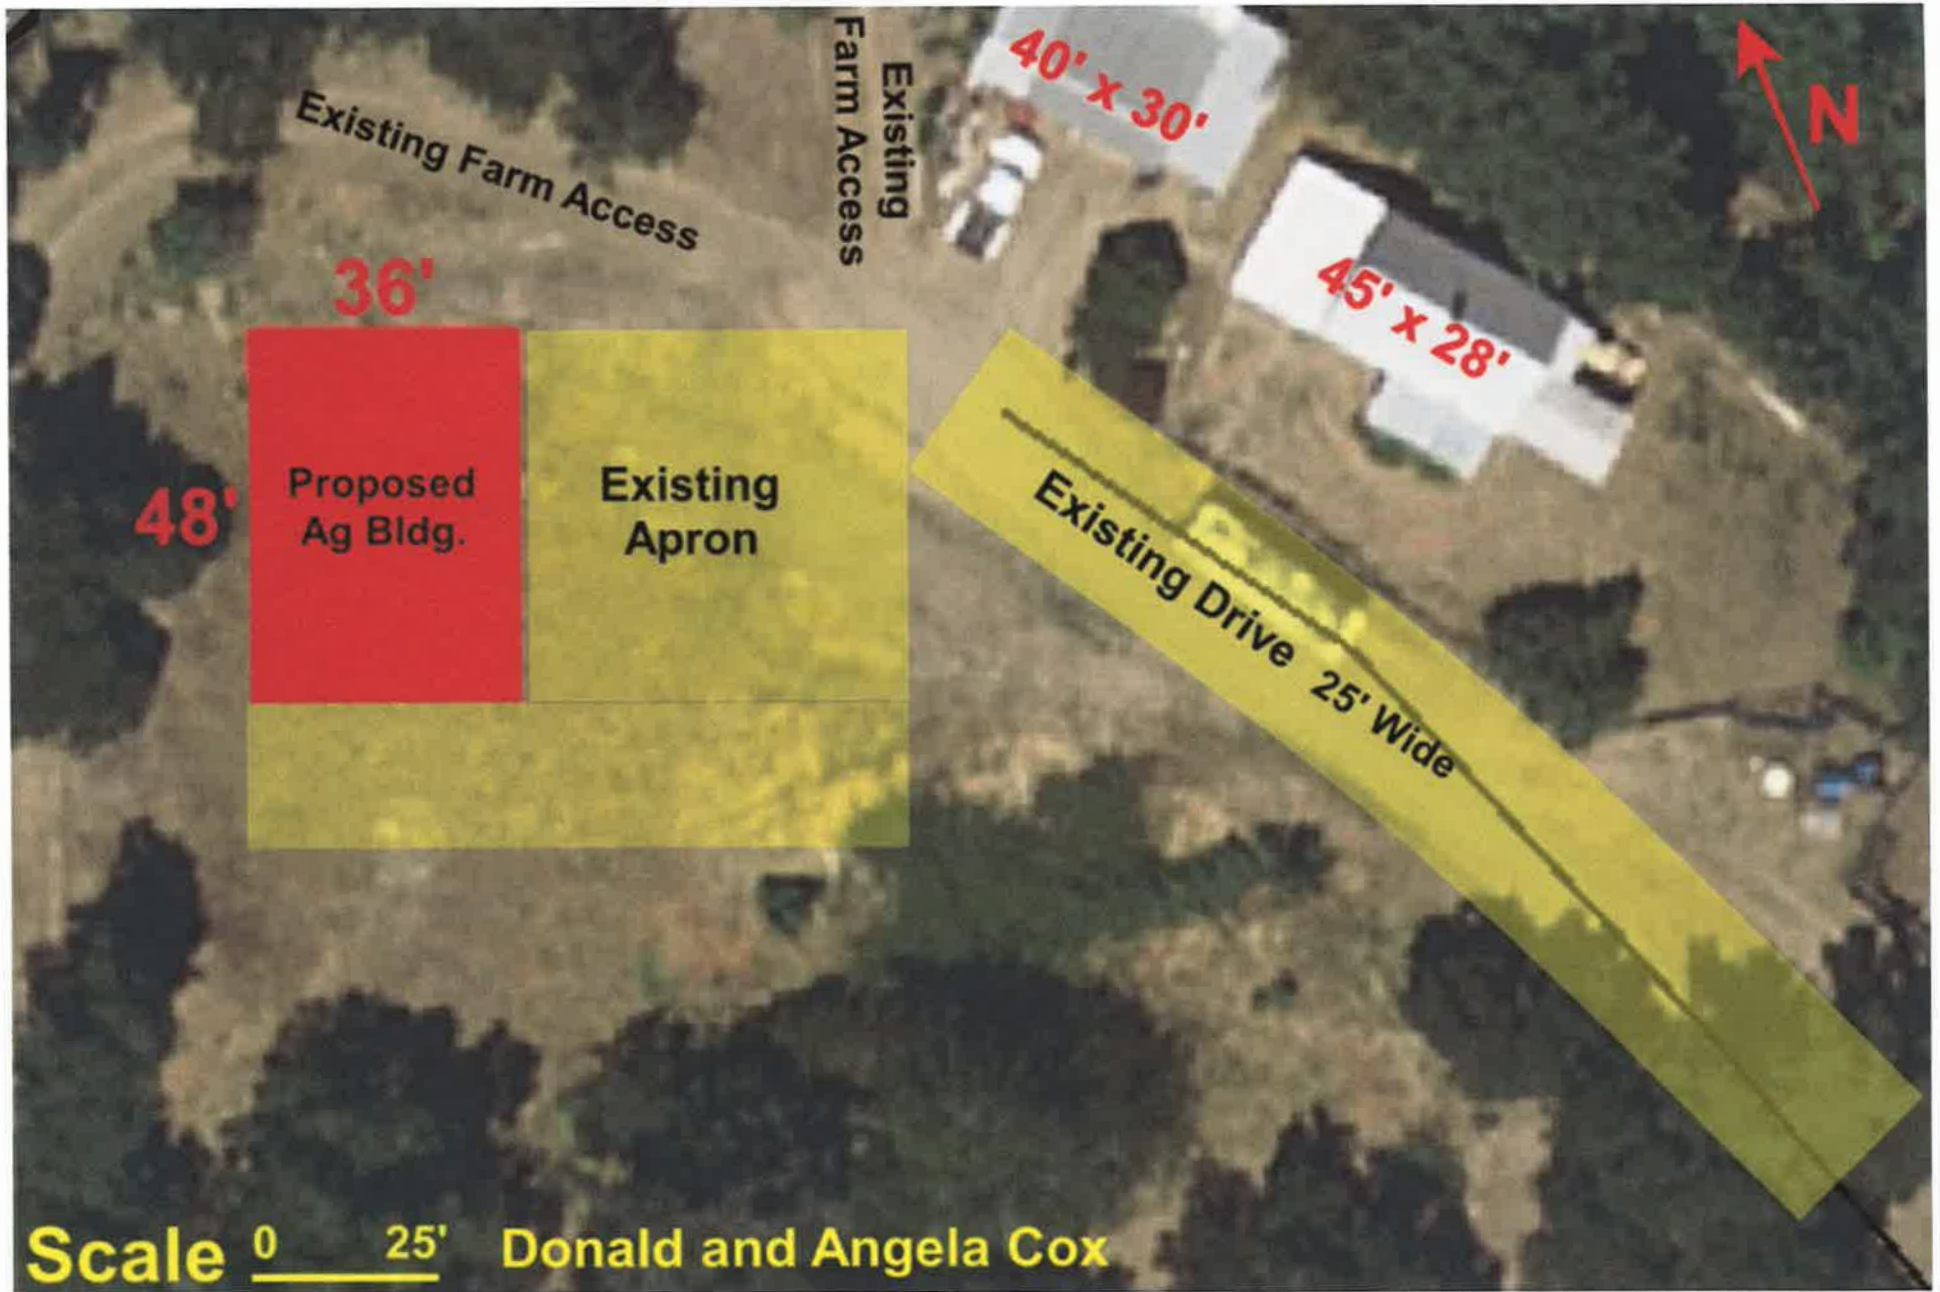 40' x 30'
N
Existing
Farm Access
Existing Farm Access
36'
45' x 28'
48'
Proposed
Ag Bldg.
Existing
Apron
Existing Drive 25' Wide
Scale 0 25' Donald and Angela Cox